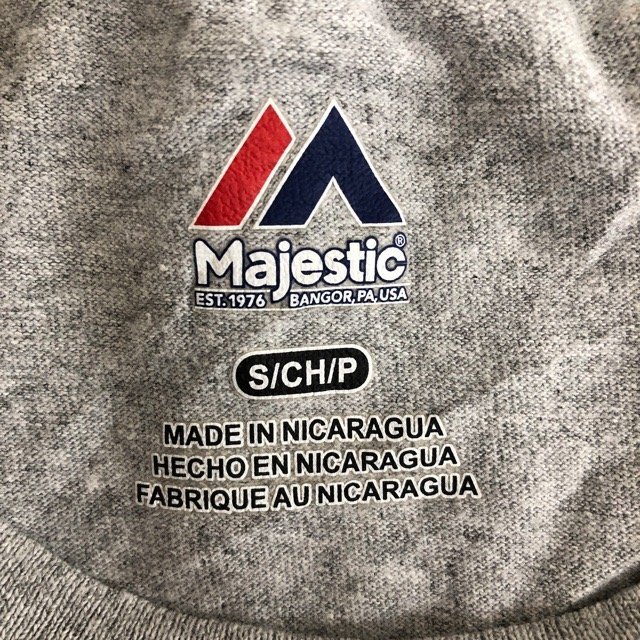 Majestic®
EST. 1976 BANGOR, PA, USA
S/CH/P
MADE IN NICARAGUA
HECHO EN NICARAGUA
FABRIQUE AU NICARAGUA